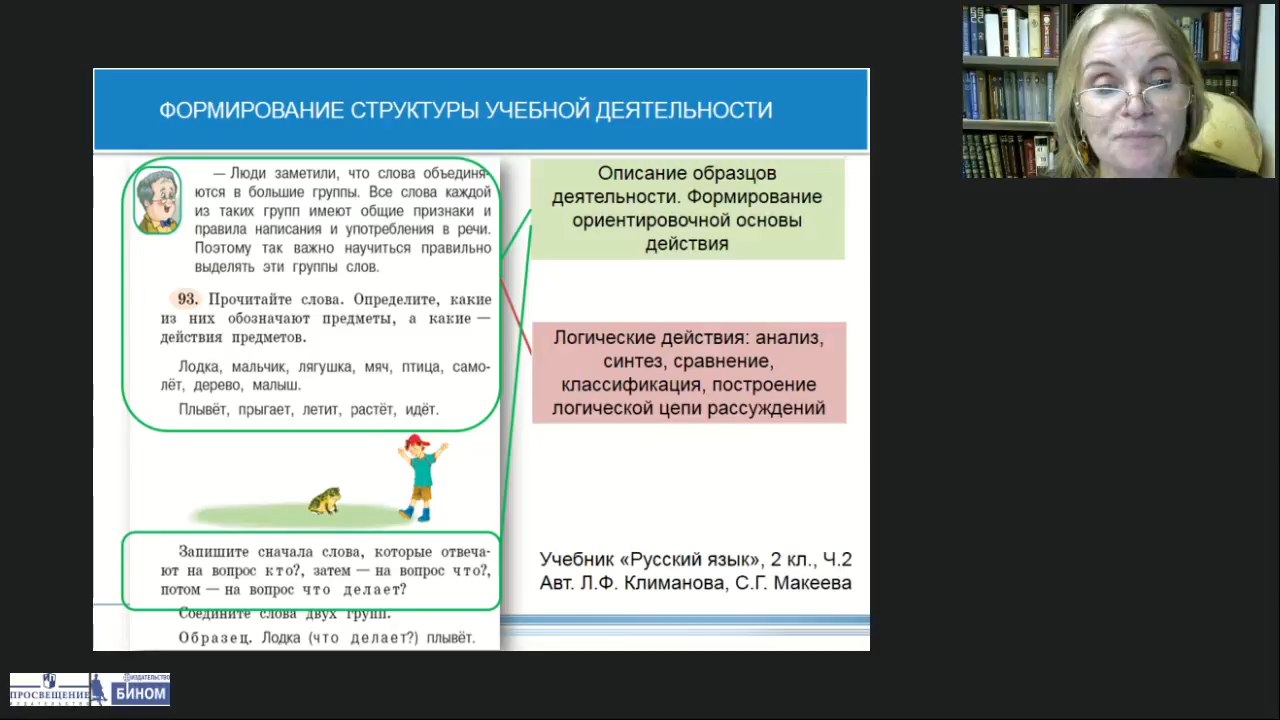 ФОРМИРОВАНИЕ СТРУКТУРЫ УЧЕБНОЙ ДЕЯТЕЛЬНОСТИ
— Люди заметили, что слова объединя-
ются в большие группы. Все слова каждой
из таких групп имеют общие признаки и
правила написания и употребления в речи.
Поэтому так важно научиться правильно
выделять эти группы слов.
93. Прочитайте слова. Определите, какие
из них обозначают предметы, а какие —
действия предметов.
Лодка, мальчик, лягушка, мяч, птица, само-
лёт, дерево, малыш.
Плывёт, прыгает, летит, растёт, идёт.
Запишите сначала слова, которые отвеча-
ют на вопрос кто?, затем — на вопрос что?,
потом — на вопрос что делает?
Соедините слова двух групп.
Образец. Лодка (что делает?) плывёт.
Описание образцов
деятельности. Формирование
ориентировочной основы
действия
Логические действия: анализ,
синтез, сравнение,
классификация, построение
логической цепи рассуждений
Учебник «Русский язык», 2 кл., Ч.2
Авт. Л.Ф. Климанова, С.Г. Макеева
ПРОСВЕЩЕНИЕ
ИЗДАТЕЛЬСТВО
ИЗДАТЕЛЬСТВО
БИНОМ